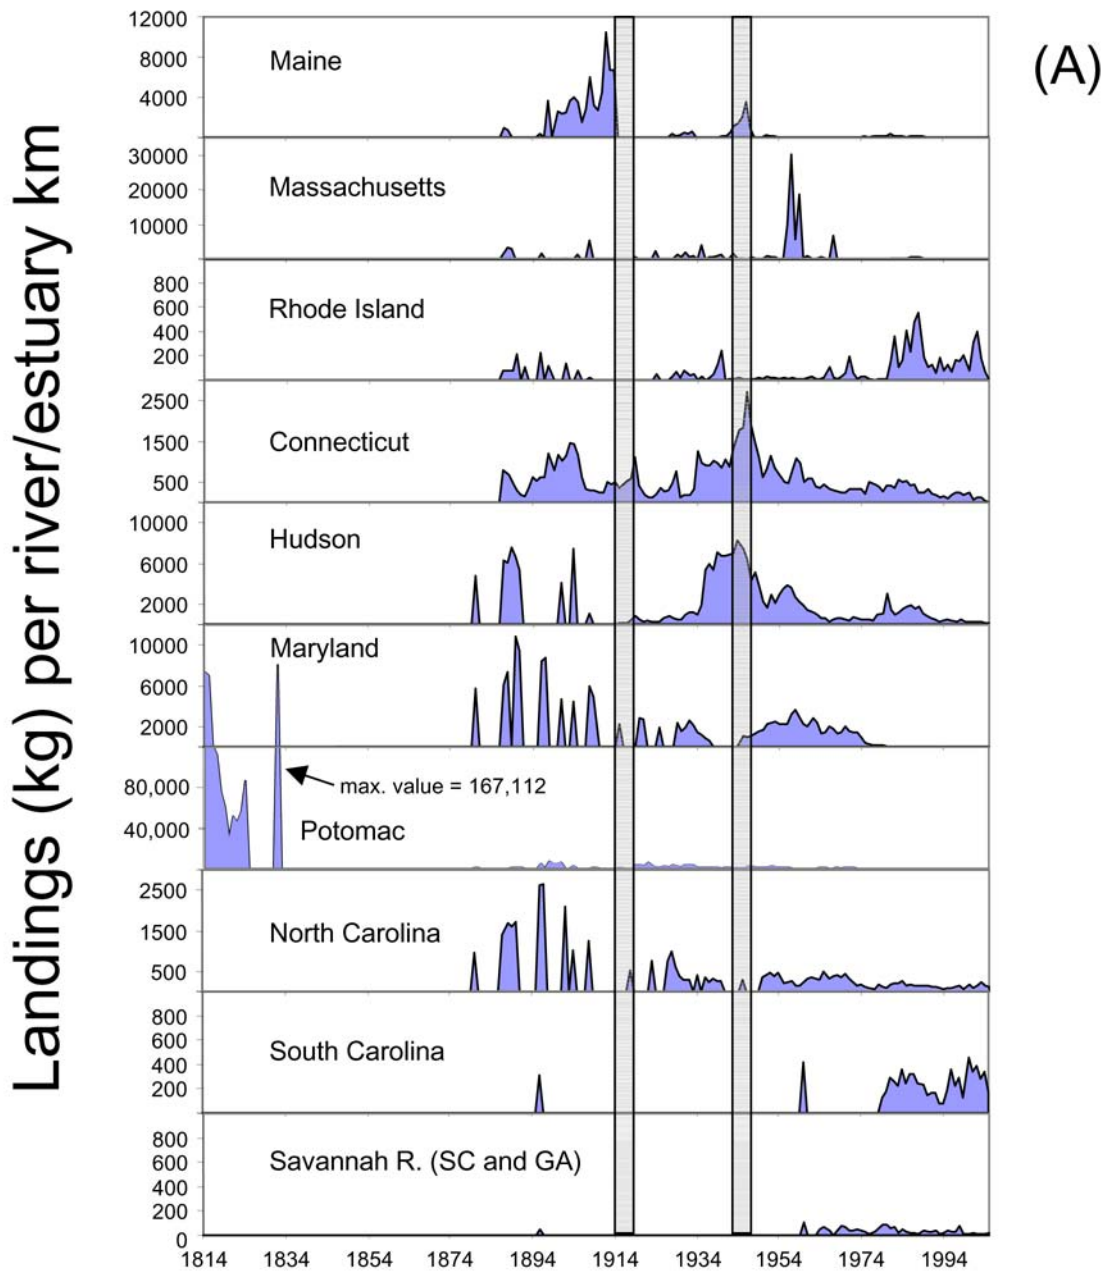 (A)
Landings (kg) per river/estuary km
12000
8000
4000
Maine
30000
20000
10000
Massachusetts
800
600
400
200
Rhode Island
2500
1500
500
Connecticut
10000
6000
2000
Hudson
10000
6000
2000
Maryland
80,000
40,000
max. value = 167,112
Potomac
2500
1500
500
North Carolina
800
600
400
200
South Carolina
800
600
400
200
0
Savannah R. (SC and GA)
1814 1834 1854 1874 1894 1914 1934 1954 1974 1994